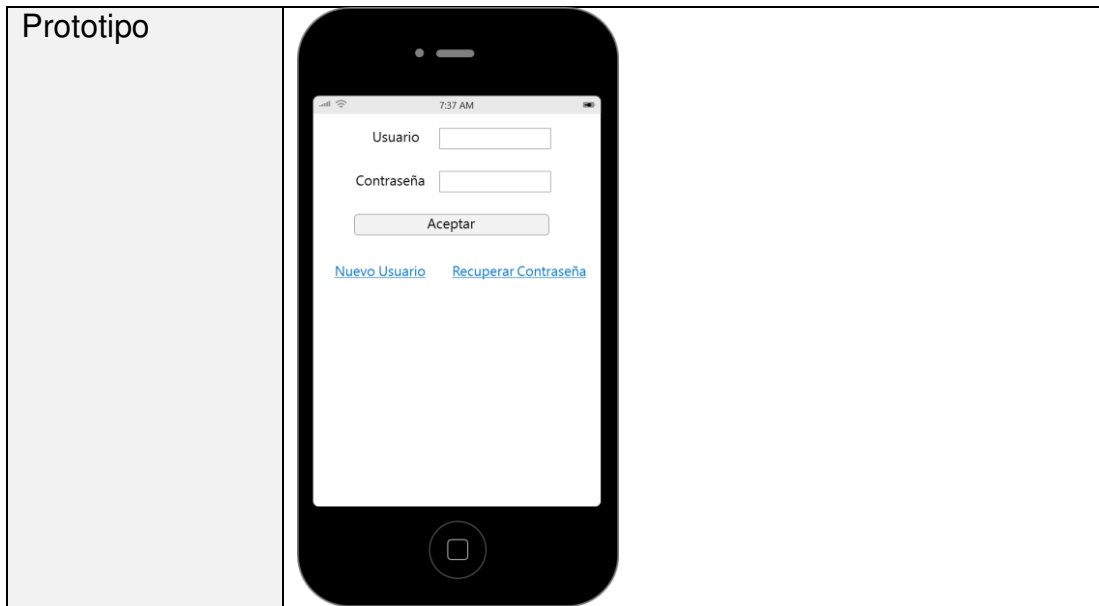 Prototipo
7:37 AM
Usuario
Contraseña
Aceptar
Nuevo Usuario Recuperar Contraseña